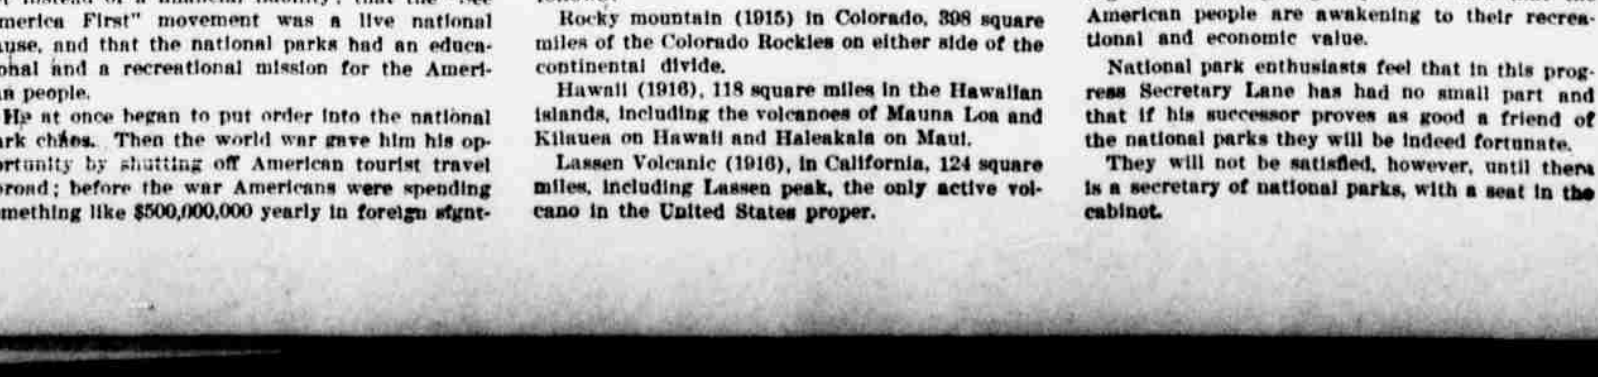 merica First" movement was a live national
use, and that the national parks had an educa-
onal and a recreational mission for the Ameri-
n people.
He at once began to put order into the national
ark chaos. Then the world war gave him his op-
ortunity by shutting off American tourist travel
broad; before the war Americans were spending
mething like $500,000,000 yearly in foreign sight-
Rocky mountain (1915) in Colorado, 398 square
miles of the Colorado Rockies on either side of the
continental divide.
Hawaii (1916), 118 square miles in the Hawaiian
islands, including the volcanoes of Mauna Loa and
Kilauea on Hawaii and Haleakala on Maui.
Lassen Volcanic (1916), in California, 124 square
miles, including Lassen peak, the only active vol-
cano in the United States proper.
American people are awakening to their recrea-
tional and economic value.
National park enthusiasts feel that in this prog-
ress Secretary Lane has had no small part and
that if his successor proves as good a friend of
the national parks they will be indeed fortunate.
They will not be satisfied, however, until there
is a secretary of national parks, with a seat in the
cabinet.